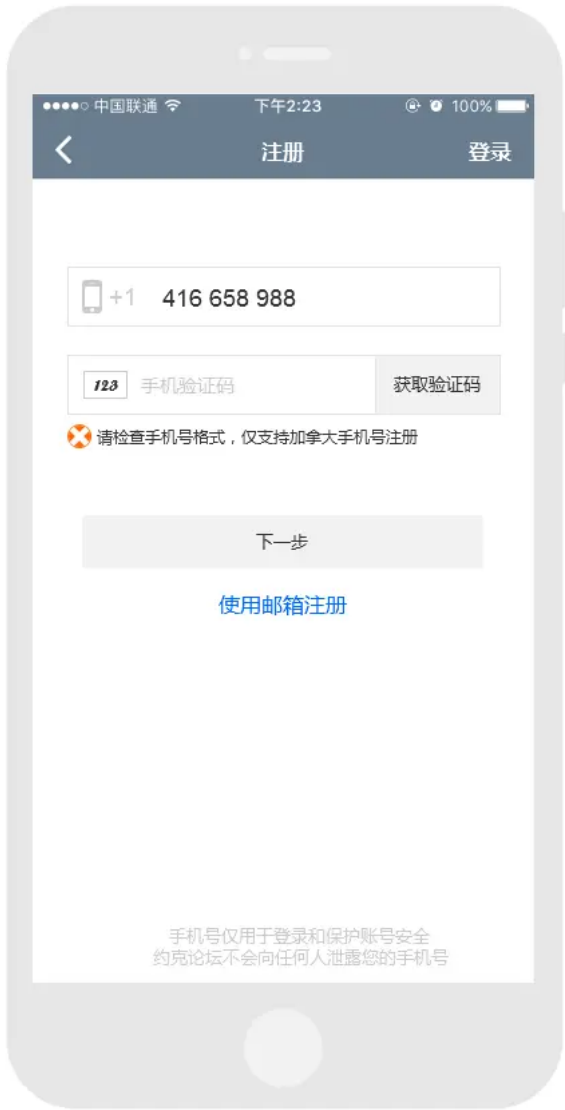 中国联通 下午2:23 100%
注册 登录
+1 416 658 988
123 手机验证码 获取验证码
请检查手机号格式，仅支持加拿大手机号注册
下一步
使用邮箱注册
手机号仅用于登录和保护账号安全
约克论坛不会向任何人泄露您的手机号